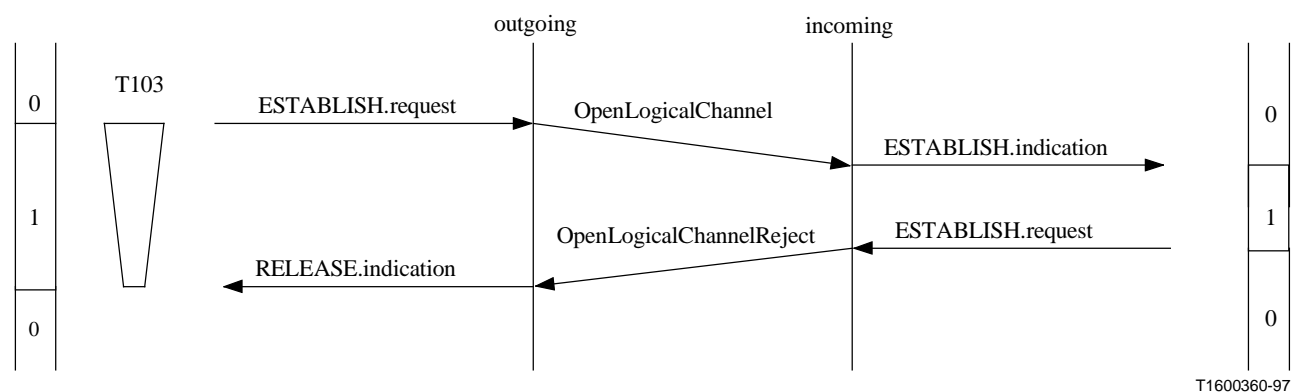 outgoing
incoming
T103
0
ESTABLISH.request
OpenLogicalChannel
0
ESTABLISH.indication
1
OpenLogicalChannelReject
ESTABLISH.request
1
RELEASE.indication
0
0
T1600360-97